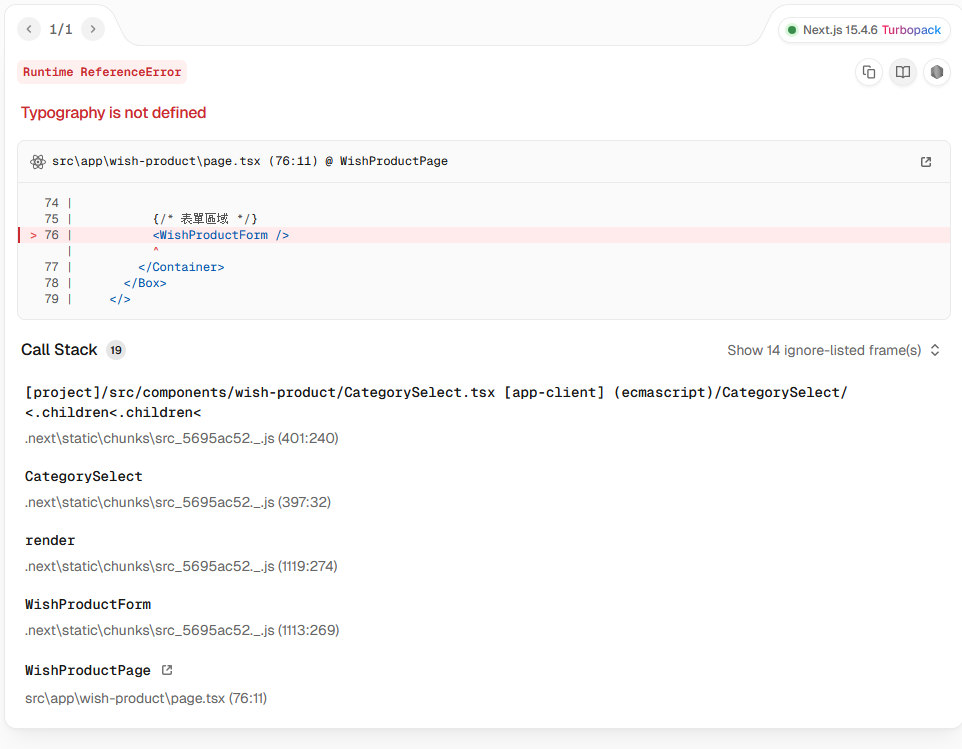 1/1
Next.js 15.4.6 Turbopack
Runtime ReferenceError
Typography is not defined
src\app\wish-product\page.tsx (76:11) @ WishProductPage
74 |
75 | {/* 表單區域 */}
> 76 | <WishProductForm />
| ^
77 | </Container>
78 | </Box>
79 | </>
Call Stack 19
Show 14 ignore-listed frame(s)
[project]/src/components/wish-product/CategorySelect.tsx [app-client] (ecmascript)/CategorySelect/
<.children<.children<
.next\static\chunks\src_5695ac52._.js (401:240)
CategorySelect
.next\static\chunks\src_5695ac52._.js (397:32)
render
.next\static\chunks\src_5695ac52._.js (1119:274)
WishProductForm
.next\static\chunks\src_5695ac52._.js (1113:269)
WishProductPage
src\app\wish-product\page.tsx (76:11)